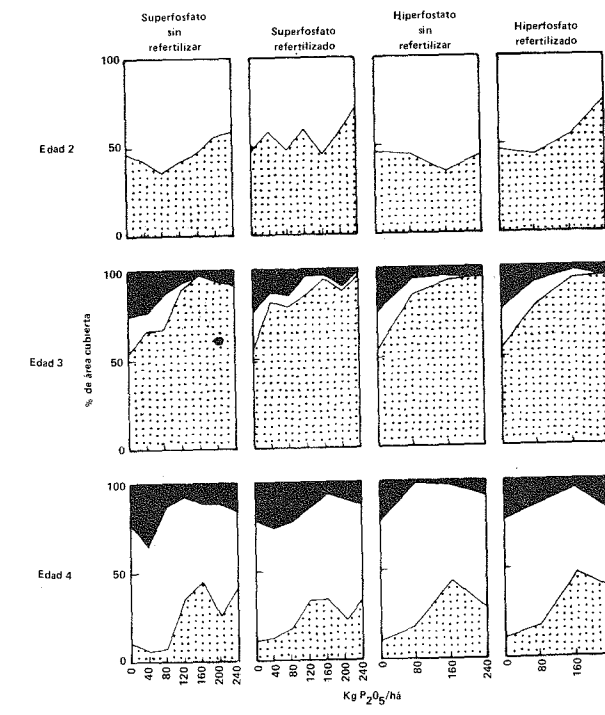 Superfosfato
sin
refertilizar
Superfosfato
refertilizado
Hiperfostato
sin
refertilizar
Hiperfosfato
refertilizado
100
50
0
Edad 2
100
50
0
Edad 3
% de área cubierta
100
50
0
Edad 4
0 40 80 120 160 200 240
0 40 80 120 160 200 240
0 80 160 240
0 80 160
Kg P2O5/há